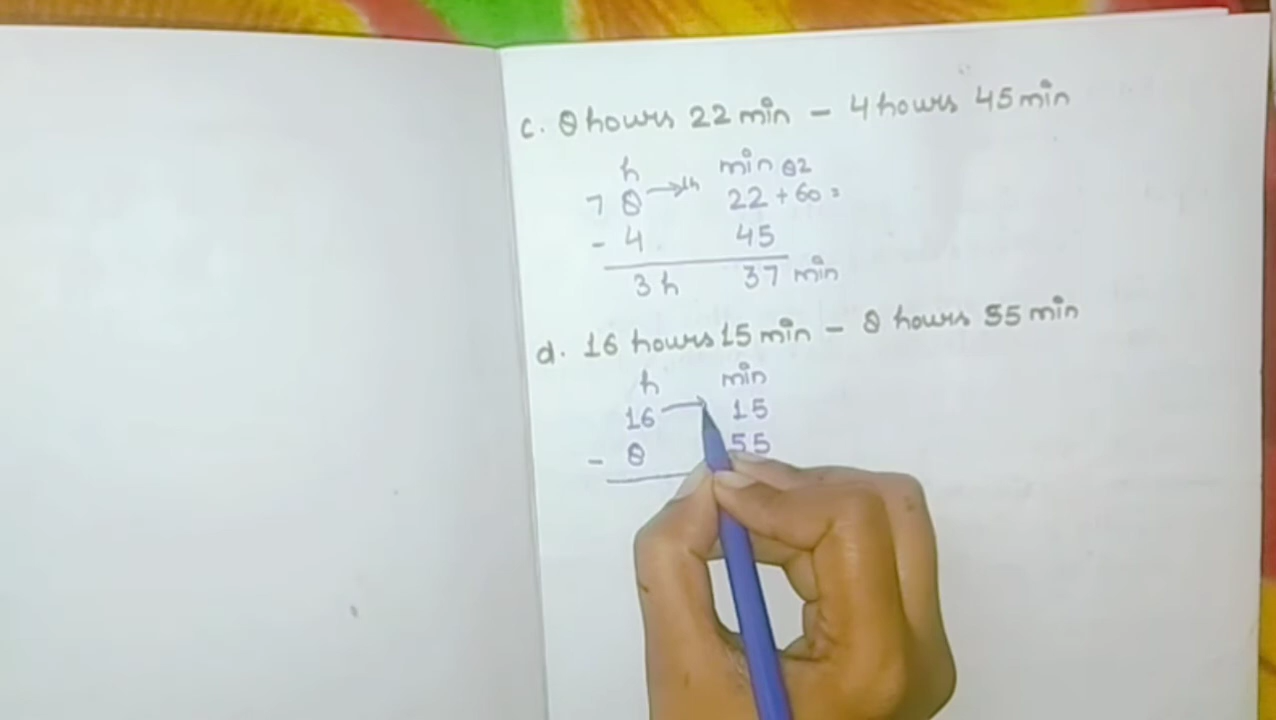 c. 8 hours 22 min - 4 hours 45 min
h min 82
7 8 → 1h 22 + 60 =
- 4 45
3 h 37 min
d. 16 hours 15 min - 8 hours 55 min
h min
16 → 15
- 8 55